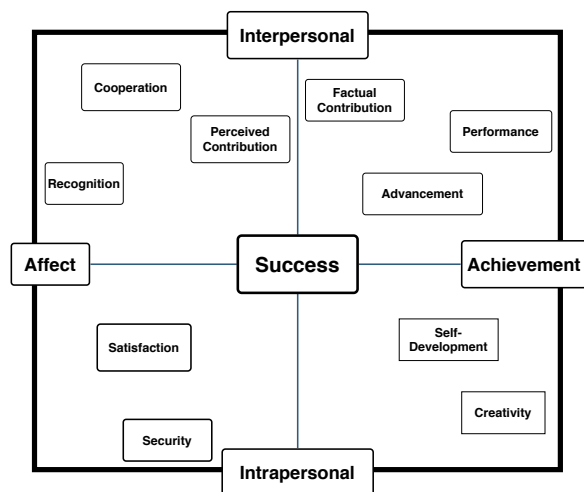 Interpersonal
Cooperation
Factual
Contribution
Perceived
Contribution
Performance
Recognition
Advancement
Affect
Success
Achievement
Satisfaction
Self-
Development
Creativity
Security
Intrapersonal